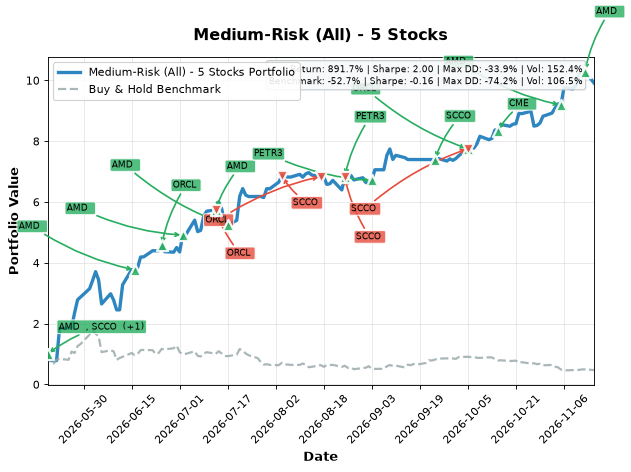 Medium-Risk (All) - 5 Stocks
AMD
AMD
Medium-Risk (All) - 5 Stocks Portfolio
Buy & Hold Benchmark
turn: 891.7% | Sharpe: 2.00 | Max DD: -33.9% | Vol: 152.4%
Benchmark: -52.7% | Sharpe: -0.16 | Max DD: -74.2% | Vol: 106.5%
CME
PETR3
SCCO
PETR3
AMD
AMD
ORCL
AMD
SCCO
SCCO
ORCL
AMD
SCCO
ORCL
AMD , SCCO (+1)
Portfolio Value
10
8
6
4
2
0
2026-05-30
2026-06-15
2026-07-01
2026-07-17
2026-08-02
2026-08-18
2026-09-03
2026-09-19
2026-10-05
2026-10-21
2026-11-06
Date